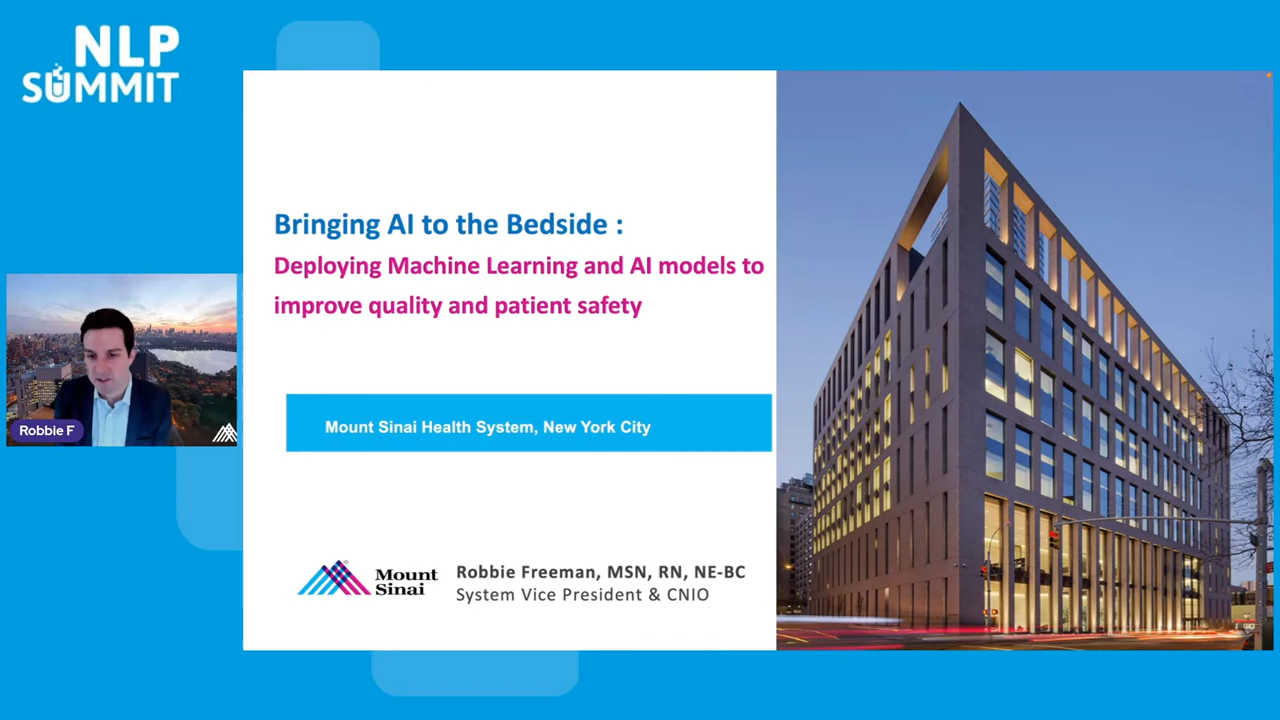 NLP
SUMMIT
Bringing AI to the Bedside :
Deploying Machine Learning and AI models to
improve quality and patient safety
Robbie F
Mount Sinai Health System, New York City
Mount
Sinai
Robbie Freeman, MSN, RN, NE-BC
System Vice President & CNIO